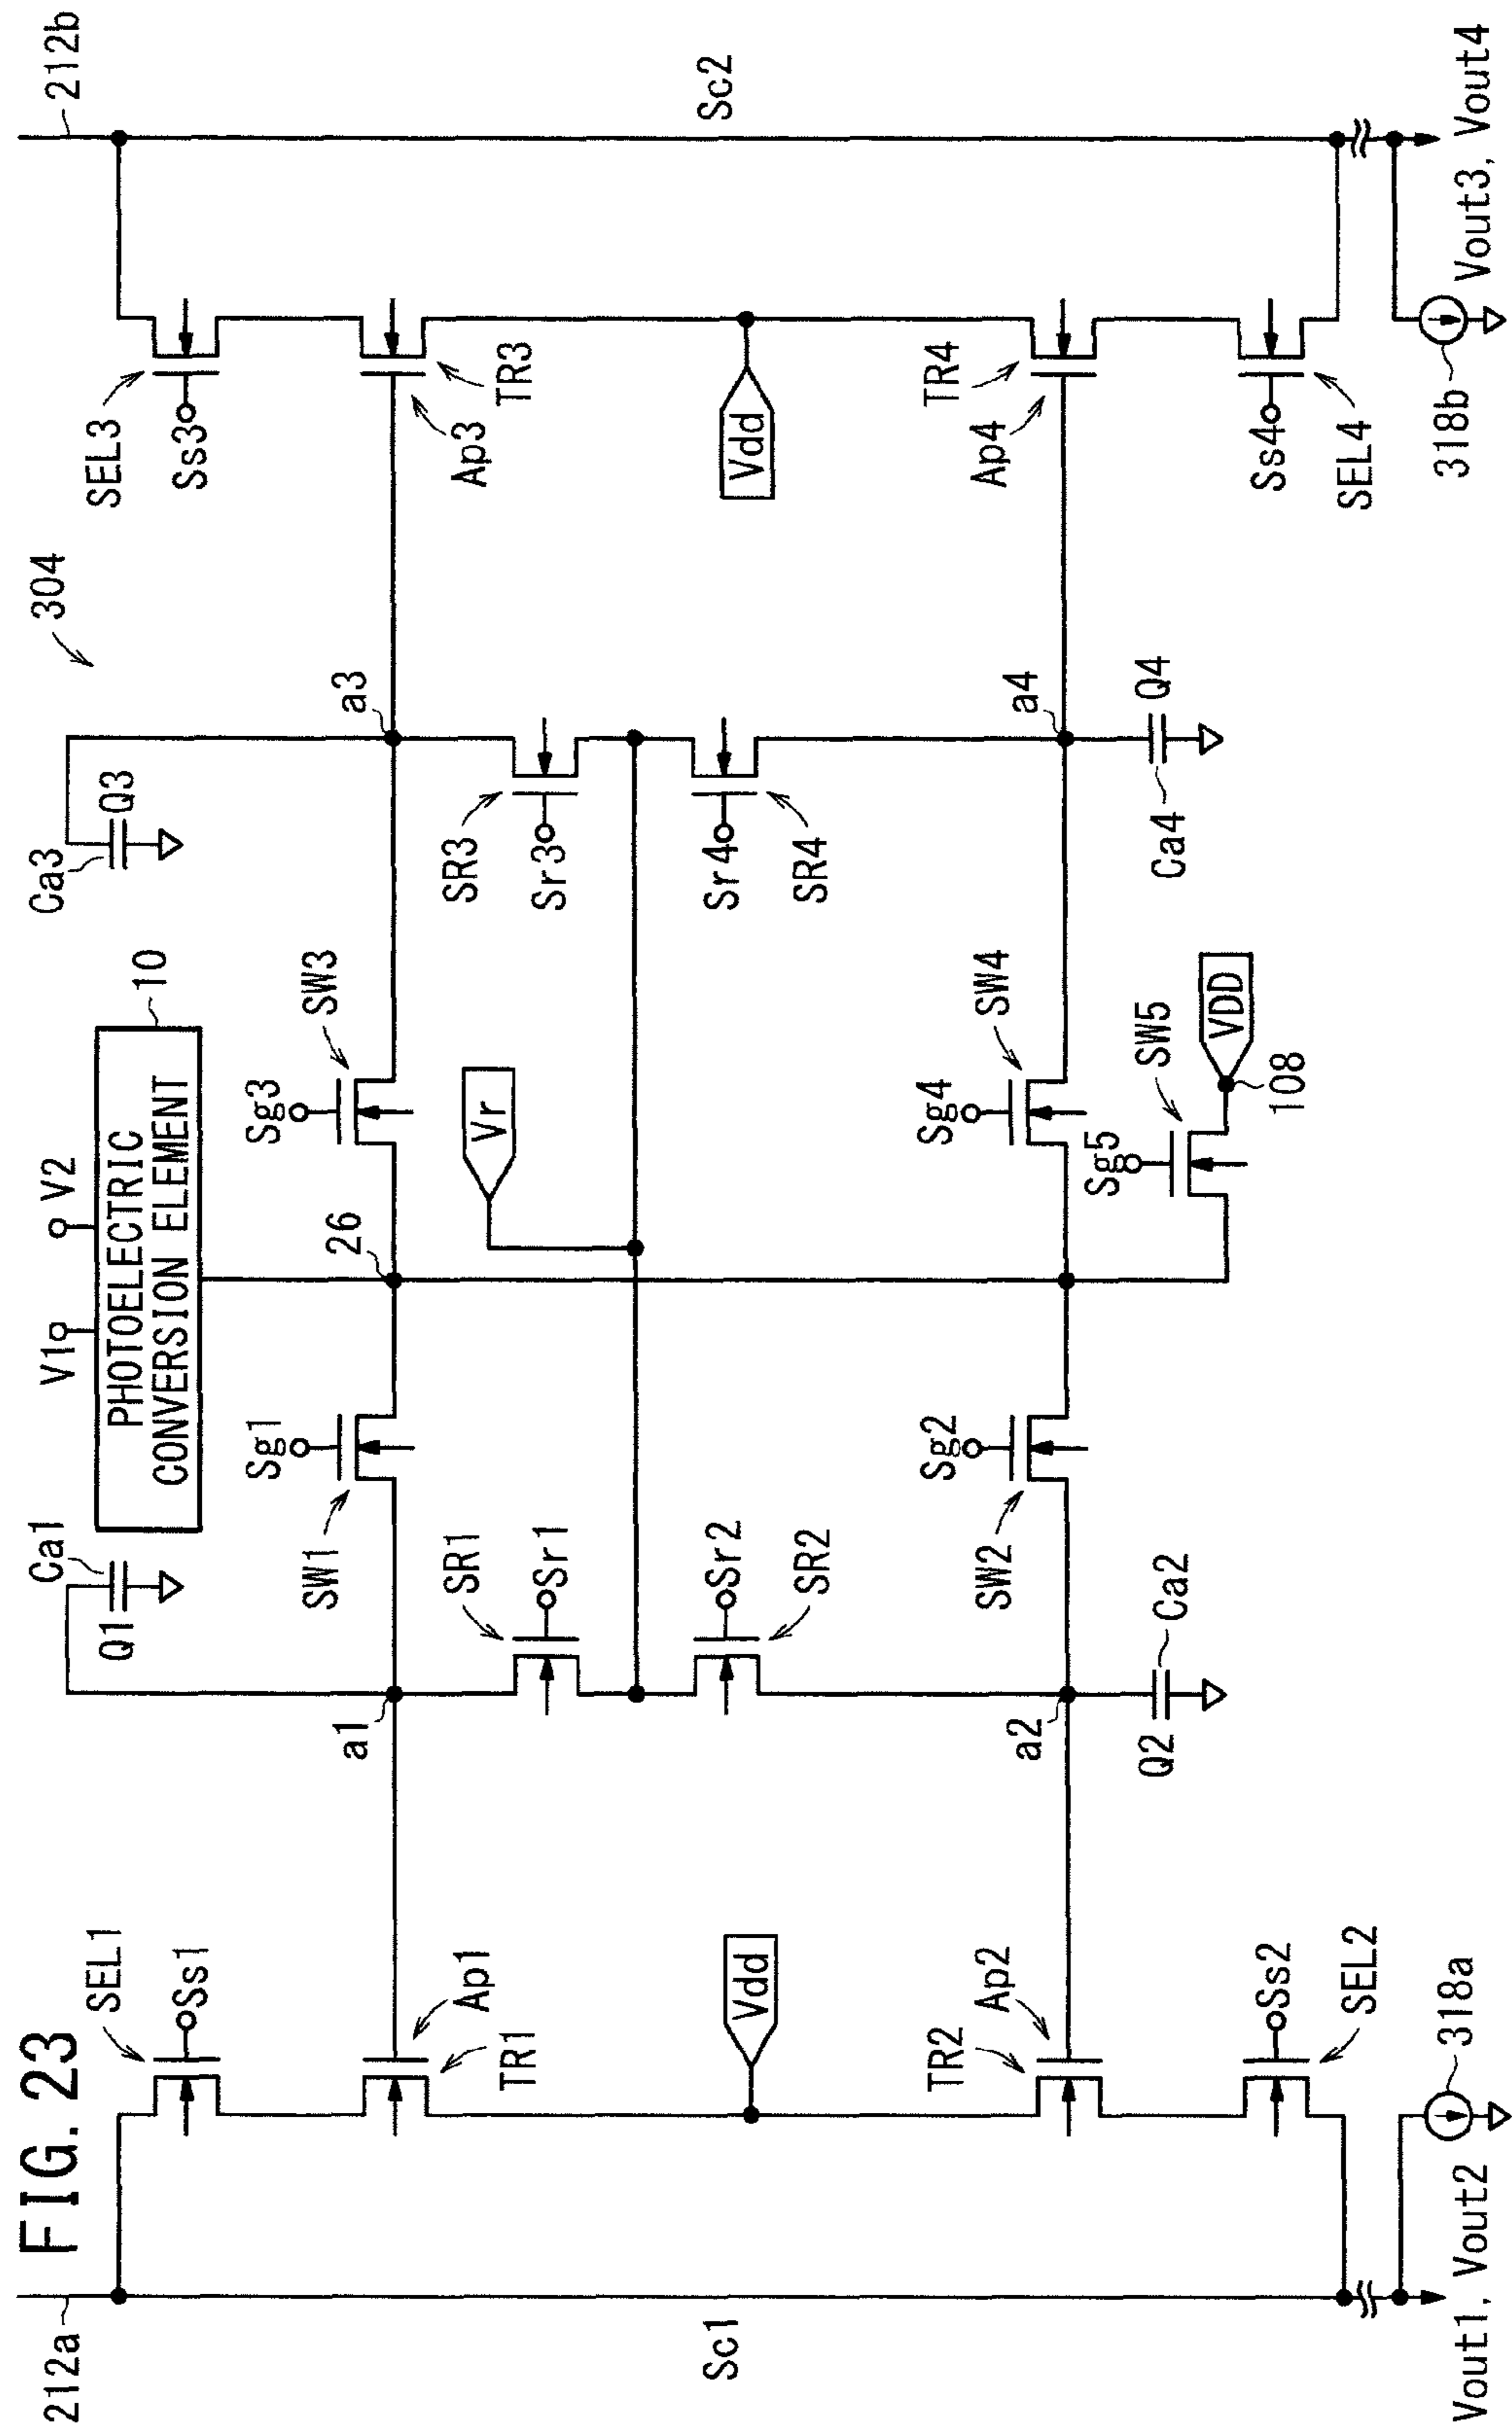 FIG. 23
304
212a
212b
Sc1
Sc2
SEL1
Ss1
TR1
Ap1
Vdd
TR2
Ap2
Ss2
SEL2
318a
Vout1, Vout2
Ca1
Q1
a1
SR1
Sr1
Sr2
SR2
a2
Q2
Ca2
V1
V2
PHOTOELECTRIC
CONVERSION ELEMENT
10
Sg1
SW1
26
Sg3
SW3
Vr
Sg2
SW2
Sg4
SW4
Sg5
SW5
VDD
108
Ca3
Q3
a3
SR3
Sr3
Sr4
SR4
a4
Ca4
Q4
SEL3
Ss3
Ap3
TR3
Vdd
TR4
Ap4
Ss4
SEL4
318b
Vout3, Vout4